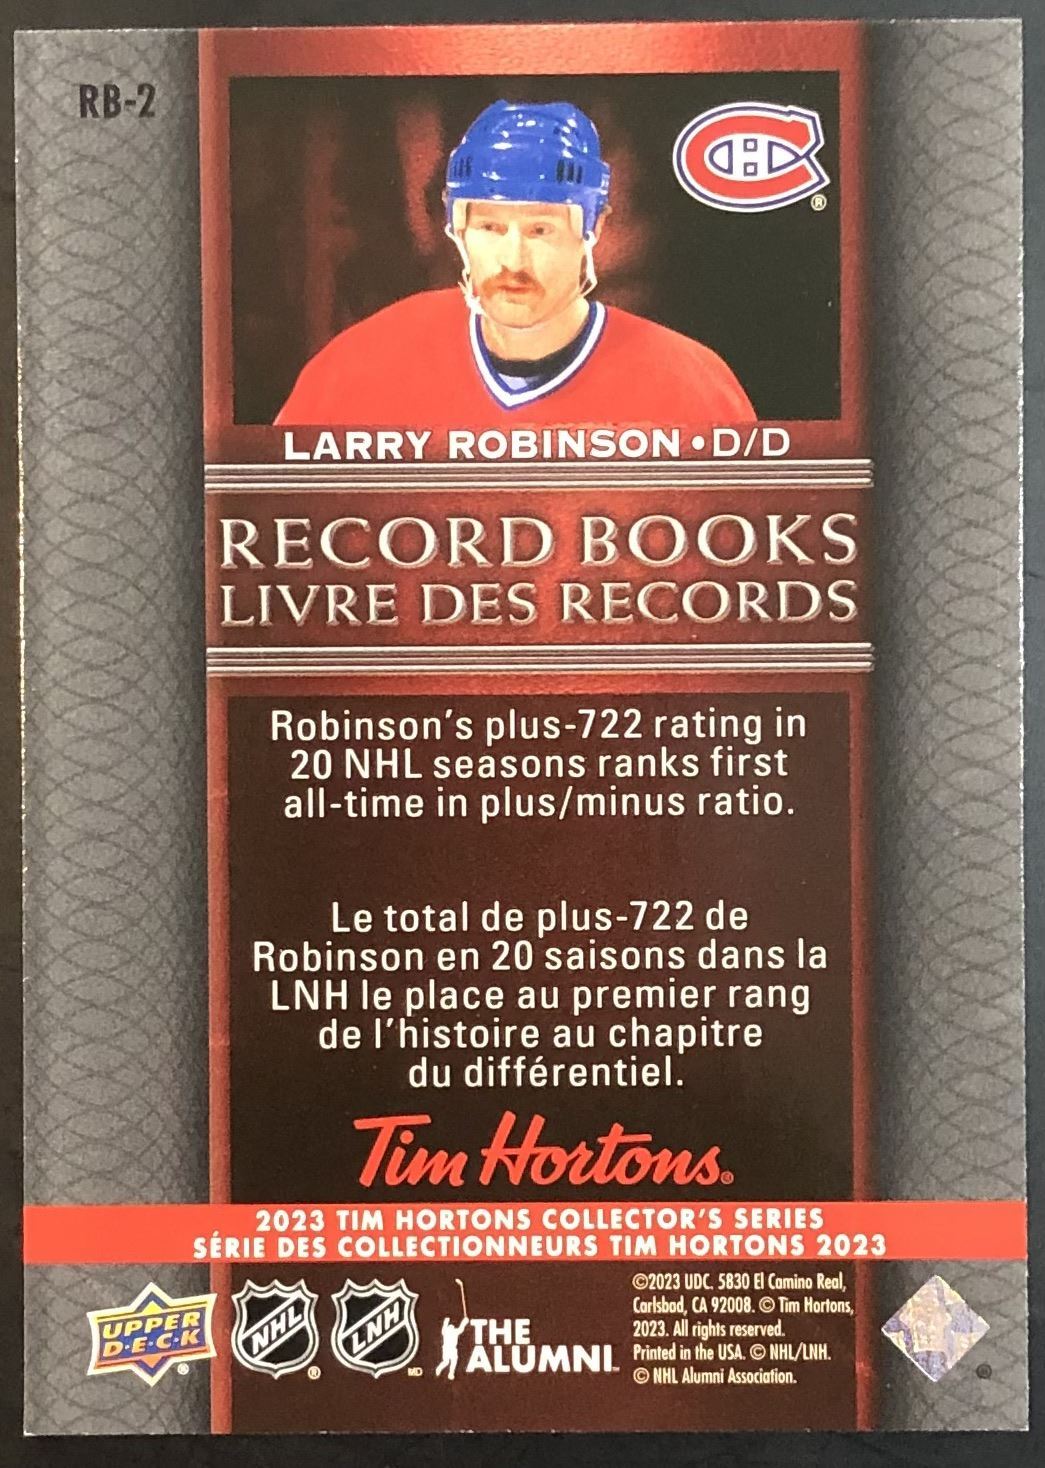 RB-2
®
LARRY ROBINSON • D/D
RECORD BOOKS
LIVRE DES RECORDS
Robinson's plus-722 rating in
20 NHL seasons ranks first
all-time in plus/minus ratio.
Le total de plus-722 de
Robinson en 20 saisons dans la
LNH le place au premier rang
de l'histoire au chapitre
du différentiel.
Tim Hortons®
2023 TIM HORTONS COLLECTOR'S SERIES
SÉRIE DES COLLECTIONNEURS TIM HORTONS 2023
UPPER
D·E·C·K®
NHL®
LNH MD
THE
ALUMNI™
©2023 UDC. 5830 El Camino Real,
Carlsbad, CA 92008. © Tim Hortons,
2023. All rights reserved.
Printed in the USA. © NHL/LNH.
© NHL Alumni Association.